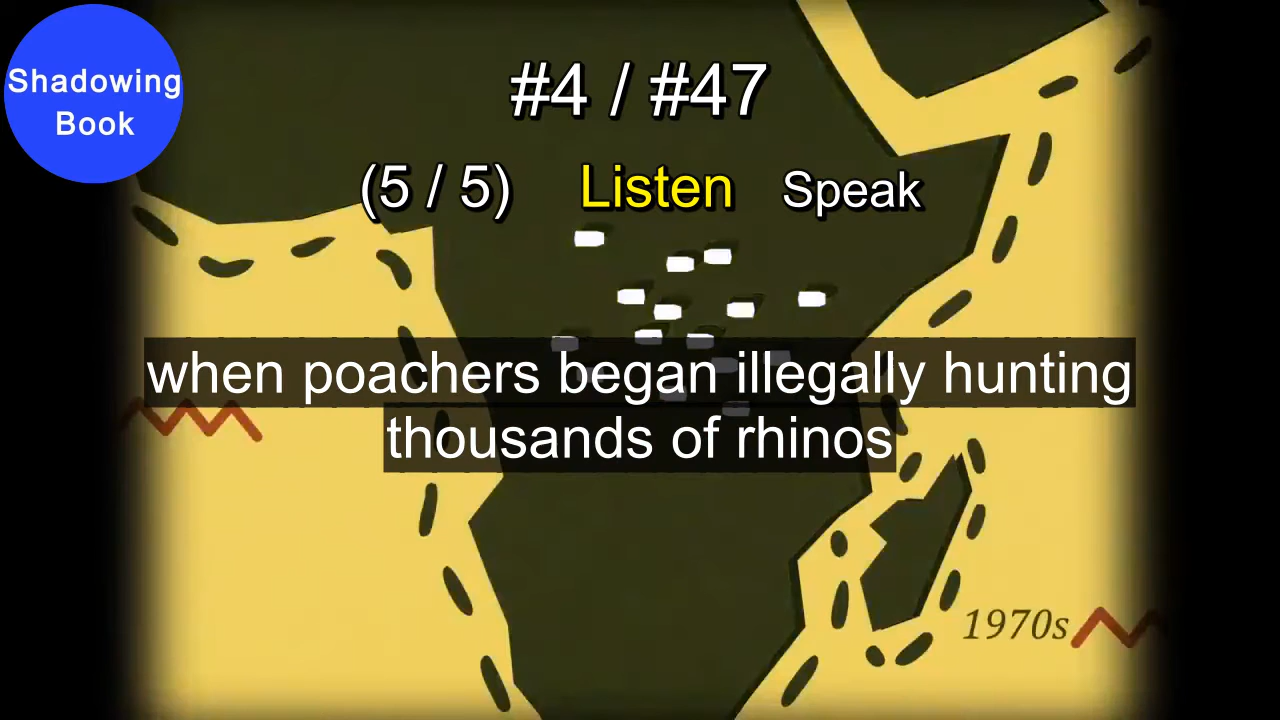 Shadowing
Book
#4 / #47
(5 / 5) Listen Speak
when poachers began illegally hunting
thousands of rhinos
1970s